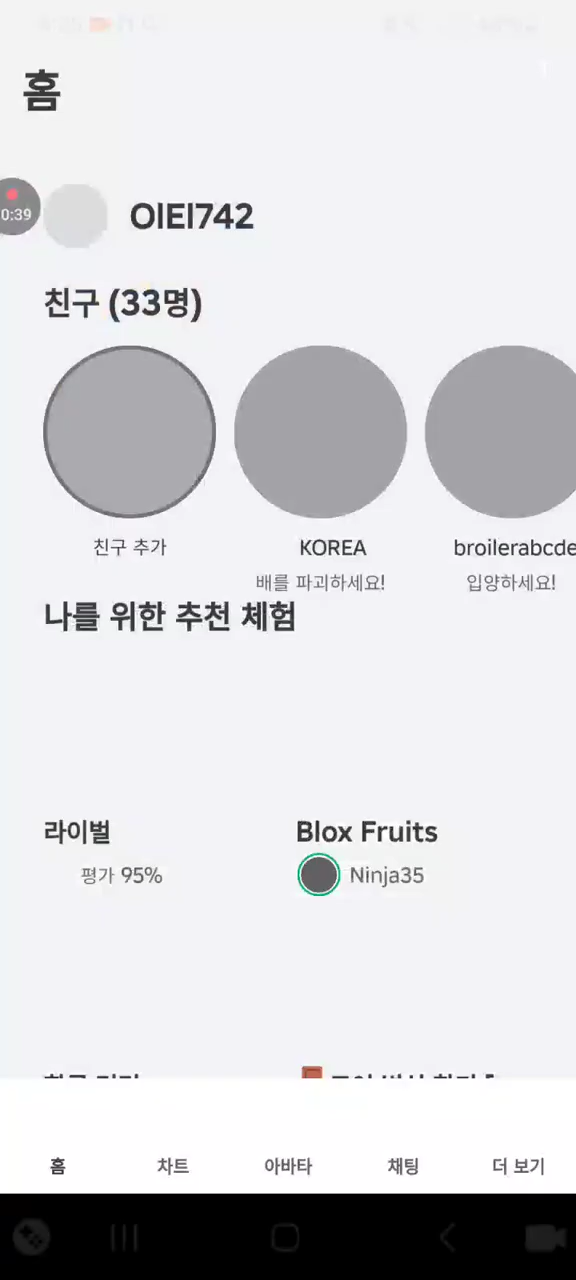 홈
0:39
OIEI742
친구 (33명)
친구 추가
KOREA
broilerabcde
배를 파괴하세요!
입양하세요!
나를 위한 추천 체험
라이벌
Blox Fruits
평가 95%
Ninja35
홈
차트
아바타
채팅
더 보기